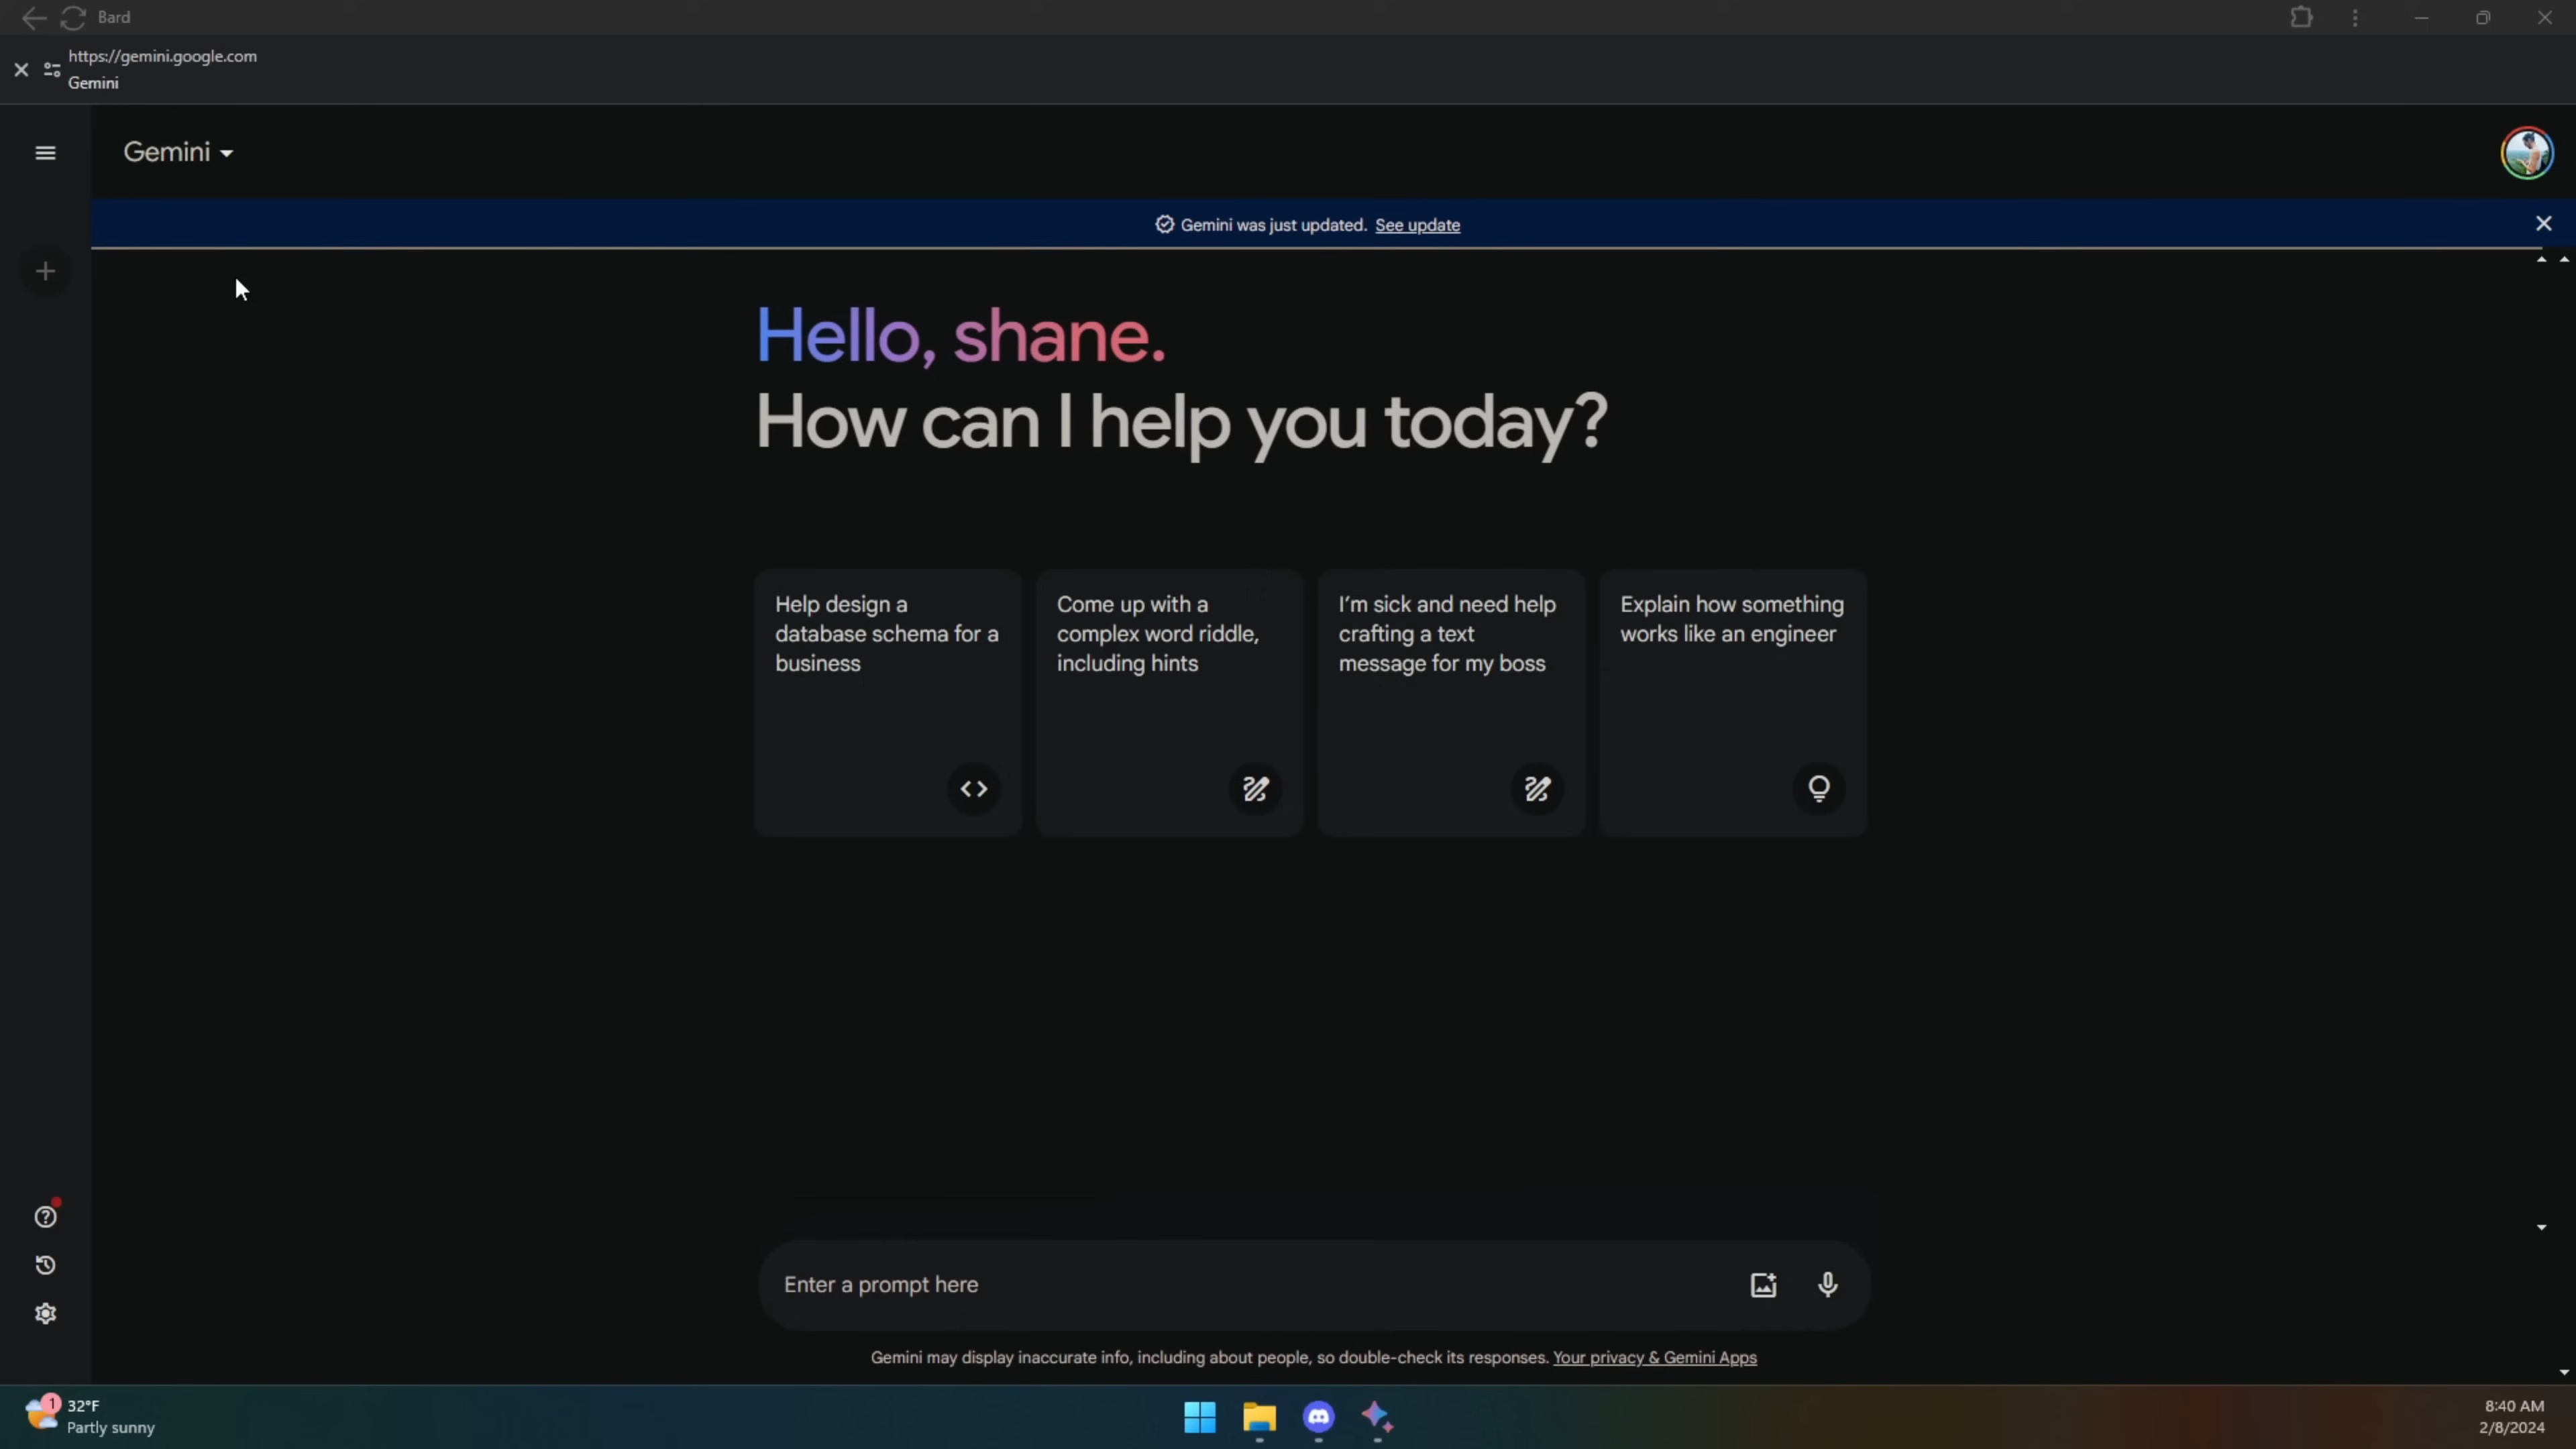 Bard
https://gemini.google.com
Gemini
Gemini
Gemini was just updated. See update
Hello, shane.
How can I help you today?
Help design a
database schema for a
business
Come up with a
complex word riddle,
including hints
I'm sick and need help
crafting a text
message for my boss
Explain how something
works like an engineer
Enter a prompt here
Gemini may display inaccurate info, including about people, so double-check its responses. Your privacy & Gemini Apps
1
32°F
Partly sunny
8:40 AM
2/8/2024